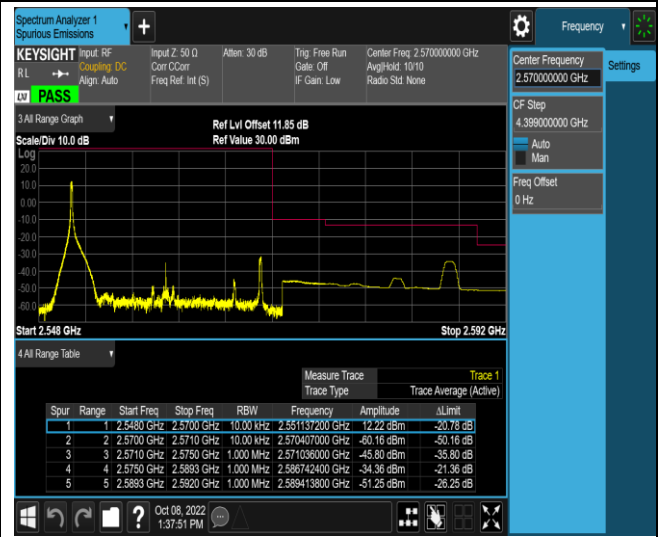 Spectrum Analyzer 1
Spurious Emissions
+
Frequency
KEYSIGHT Input: RF Input Z: 50 Ω Atten: 30 dB Trig: Free Run Center Freq: 2.570000000 GHz
RL Coupling: DC Corr CCorr Gate: Off Avg|Hold: 10/10
Align: Auto Freq Ref: Int (S) IF Gain: Low Radio Std: None
LXI PASS
Center Frequency
2.570000000 GHz
Settings
CF Step
4.399000000 GHz
Auto
Man
Freq Offset
0 Hz
3 All Range Graph
Ref Lvl Offset 11.85 dB
Scale/Div 10.0 dB Ref Value 30.00 dBm
Log
20.0
10.0
0.00
-10.0
-20.0
-30.0
-40.0
-50.0
-60.0
Start 2.548 GHz Stop 2.592 GHz
4 All Range Table
Measure Trace Trace 1
Trace Type Trace Average (Active)
Spur Range Start Freq Stop Freq RBW Frequency Amplitude ΔLimit
1 1 2.5480 GHz 2.5700 GHz 10.00 kHz 2.551137200 GHz 12.22 dBm -20.78 dB
2 2 2.5700 GHz 2.5710 GHz 10.00 kHz 2.570407000 GHz -60.16 dBm -50.16 dB
3 3 2.5710 GHz 2.5750 GHz 1.000 MHz 2.571036000 GHz -45.80 dBm -35.80 dB
4 4 2.5750 GHz 2.5893 GHz 1.000 MHz 2.586742400 GHz -34.36 dBm -21.36 dB
5 5 2.5893 GHz 2.5920 GHz 1.000 MHz 2.589413800 GHz -51.25 dBm -26.25 dB
?
Oct 08, 2022
1:37:51 PM